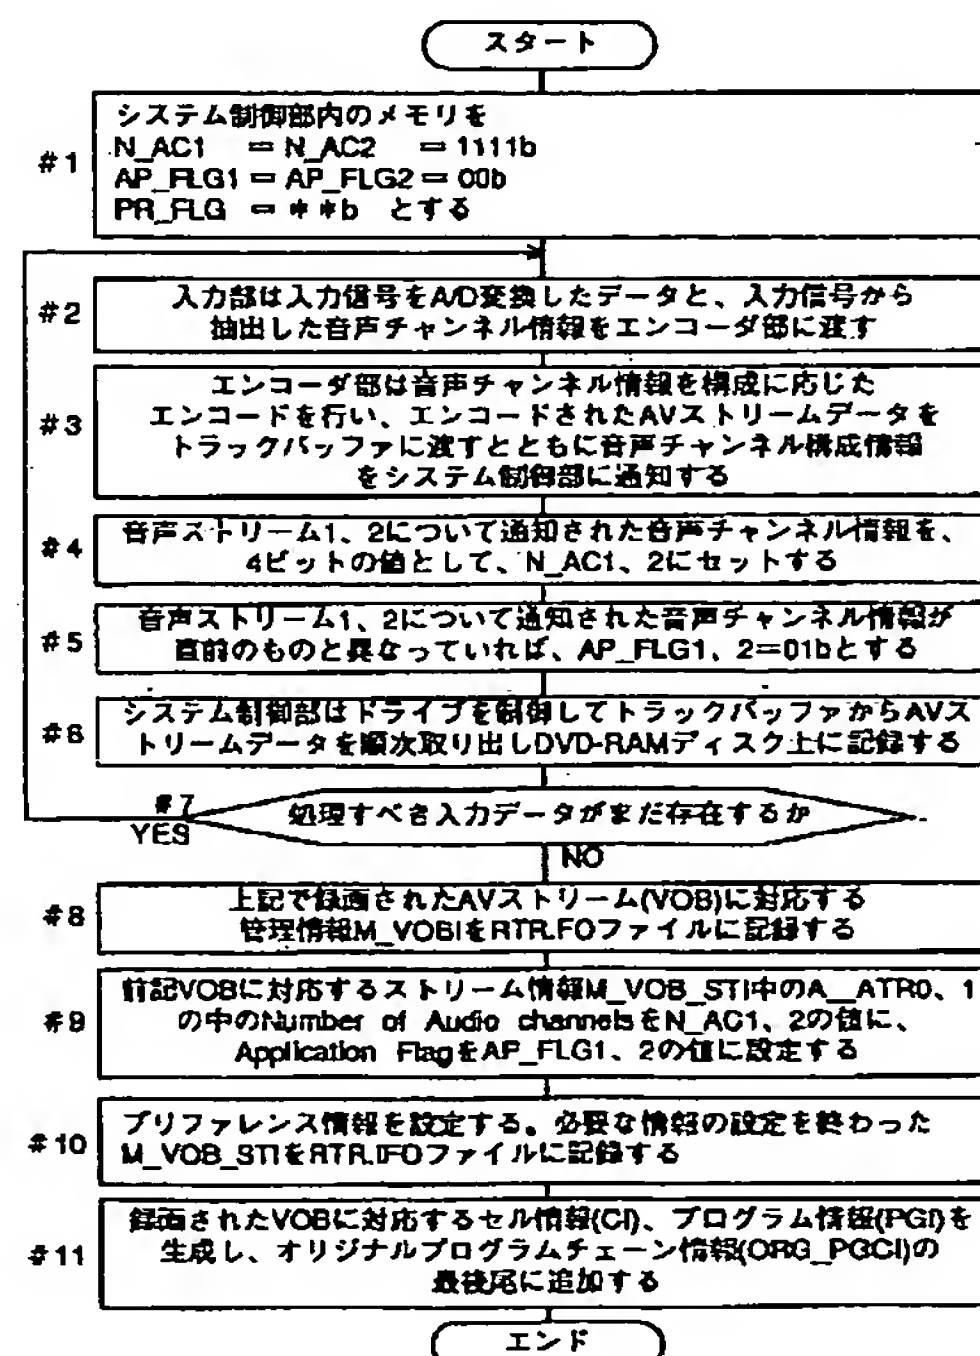 スタート
#1
システム制御部内のメモリを
N_AC1 =N_AC2 =1111b
AP_FLG1=AP_FLG2=00b
PR_FLG =**b とする
#2
入力部は入力信号をA/D変換したデータと、入力信号から
抽出した音声チャンネル情報をエンコーダ部に渡す
#3
エンコーダ部は音声チャンネル情報を構成に応じた
エンコードを行い、エンコードされたAVストリームデータを
トラックバッファに渡すとともに音声チャンネル構成情報
をシステム制御部に通知する
#4
音声ストリーム1、2について通知された音声チャンネル情報を、
4ビットの値として、N_AC1、2にセットする
#5
音声ストリーム1、2について通知された音声チャンネル情報が
直前のものと異なっていれば、AP_FLG1、2=01bとする
#6
システム制御部はドライブを制御してトラックバッファからAVス
トリームデータを順次取り出しDVD-RAMディスク上に記録する
#7
処理すべき入力データがまだ存在するか
YES
NO
#8
上記で録画されたAVストリーム(VOB)に対応する
管理情報M_VOBIをRTR.IFOファイルに記録する
#9
前記VOBに対応するストリーム情報M_VOB_STI中のA_ATR0、1
の中のNumber of Audio channelsをN_AC1、2の値に、
Application FlagをAP_FLG1、2の値に設定する
#10
プリファレンス情報を設定する。必要な情報の設定を終わった
M_VOB_STIをRTR.IFOファイルに記録する
#11
録画されたVOBに対応するセル情報(CI)、プログラム情報(PGI)を
生成し、オリジナルプログラムチェーン情報(ORG_PGCI)の
最後尾に追加する
エンド